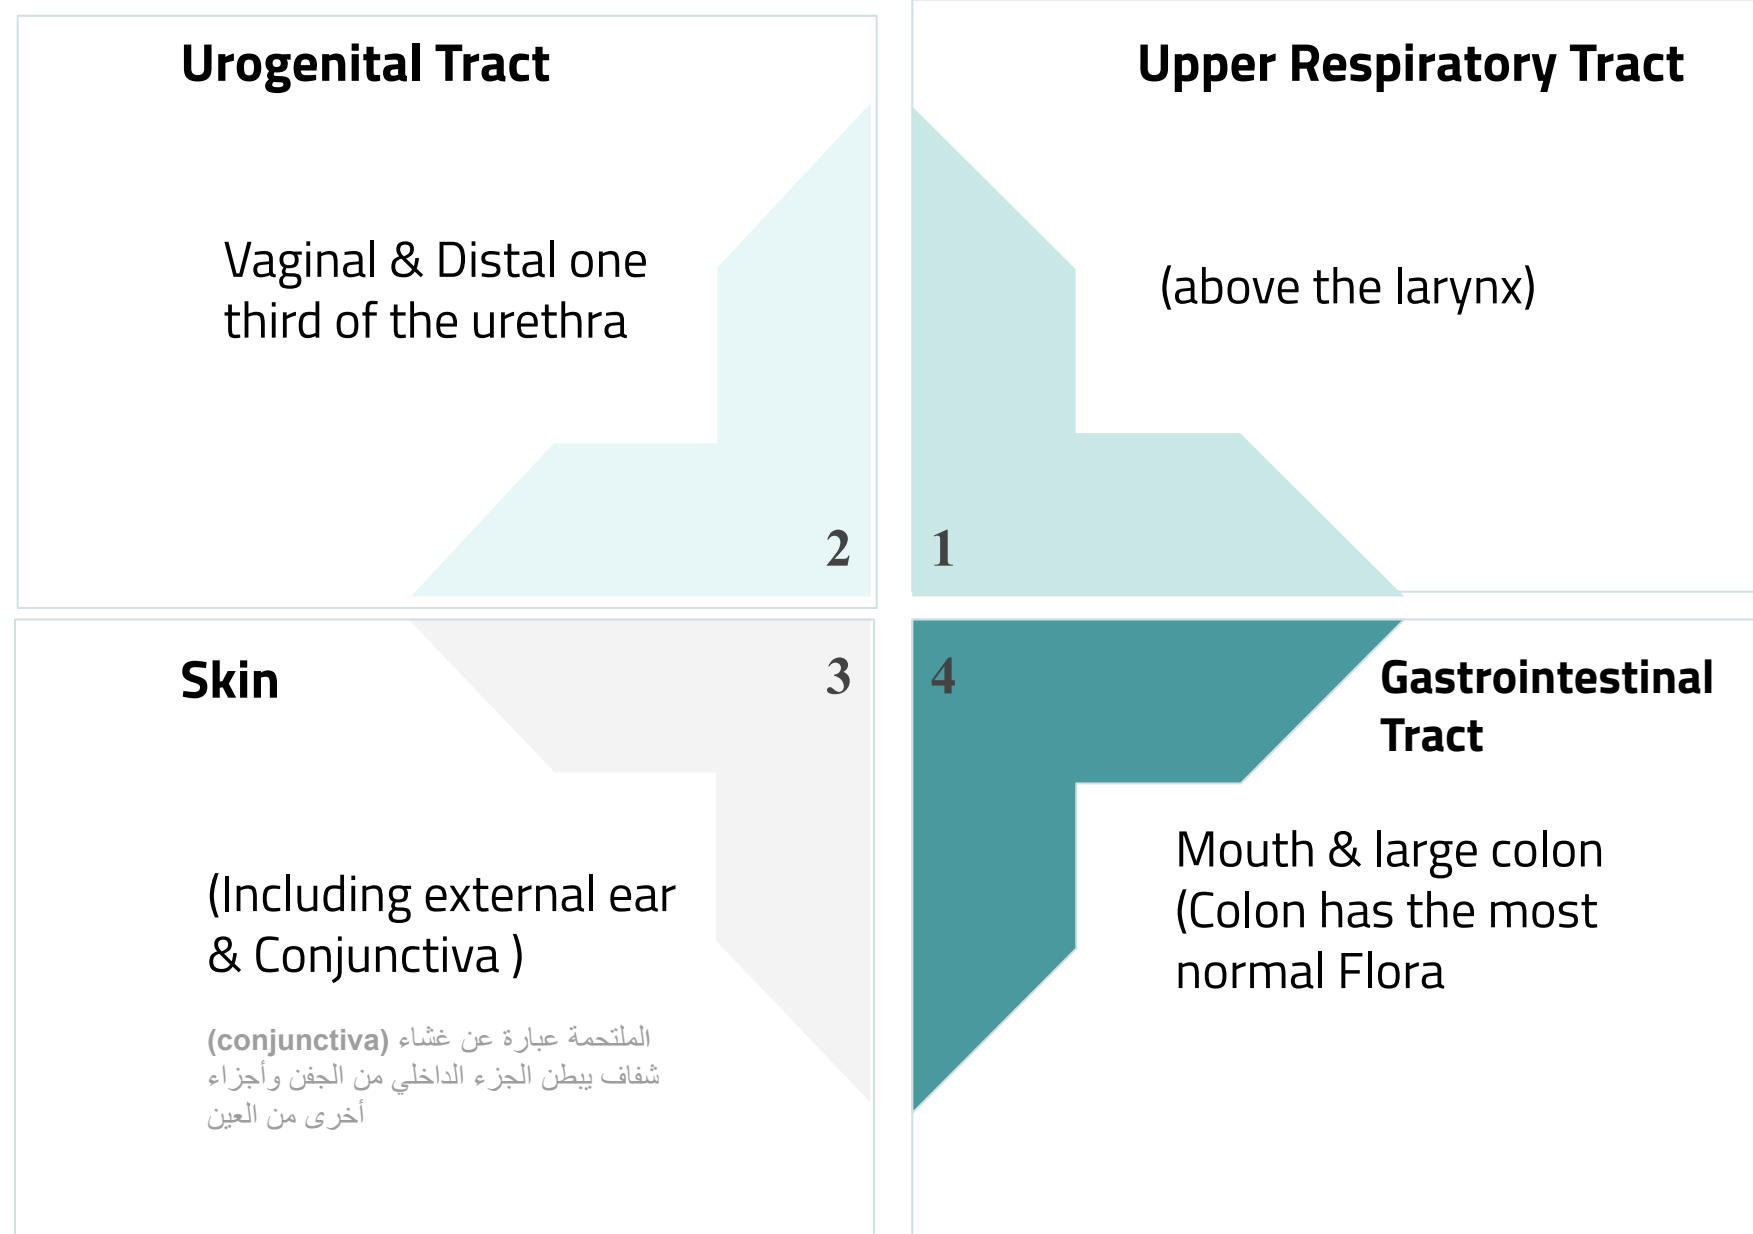 Urogenital Tract
Vaginal & Distal one
third of the urethra
2
Upper Respiratory Tract
(above the larynx)
1
Skin
3
(Including external ear
& Conjunctiva )
الملتحمة عبارة عن غشاء (conjunctiva)
شفاف يبطن الجزء الداخلي من الجفن وأجزاء
أخرى من العين
4
Gastrointestinal
Tract
Mouth & large colon
(Colon has the most
normal Flora